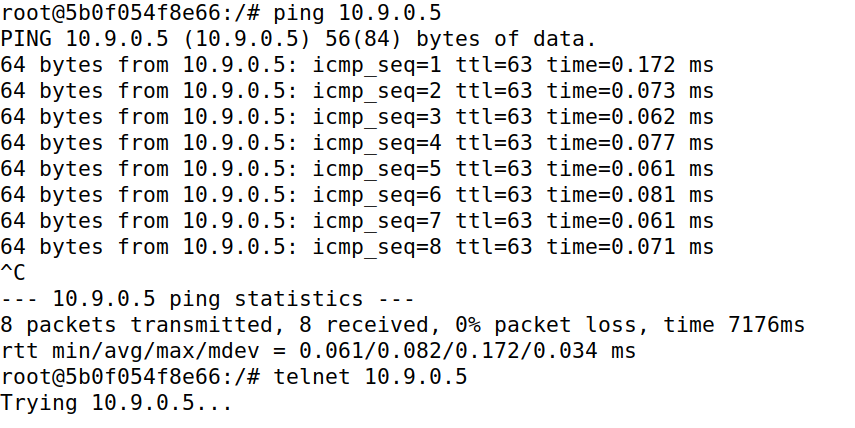 root@5b0f054f8e66:/# ping 10.9.0.5
PING 10.9.0.5 (10.9.0.5) 56(84) bytes of data.
64 bytes from 10.9.0.5: icmp_seq=1 ttl=63 time=0.172 ms
64 bytes from 10.9.0.5: icmp_seq=2 ttl=63 time=0.073 ms
64 bytes from 10.9.0.5: icmp_seq=3 ttl=63 time=0.062 ms
64 bytes from 10.9.0.5: icmp_seq=4 ttl=63 time=0.077 ms
64 bytes from 10.9.0.5: icmp_seq=5 ttl=63 time=0.061 ms
64 bytes from 10.9.0.5: icmp_seq=6 ttl=63 time=0.081 ms
64 bytes from 10.9.0.5: icmp_seq=7 ttl=63 time=0.061 ms
64 bytes from 10.9.0.5: icmp_seq=8 ttl=63 time=0.071 ms
^C
--- 10.9.0.5 ping statistics ---
8 packets transmitted, 8 received, 0% packet loss, time 7176ms
rtt min/avg/max/mdev = 0.061/0.082/0.172/0.034 ms
root@5b0f054f8e66:/# telnet 10.9.0.5
Trying 10.9.0.5...